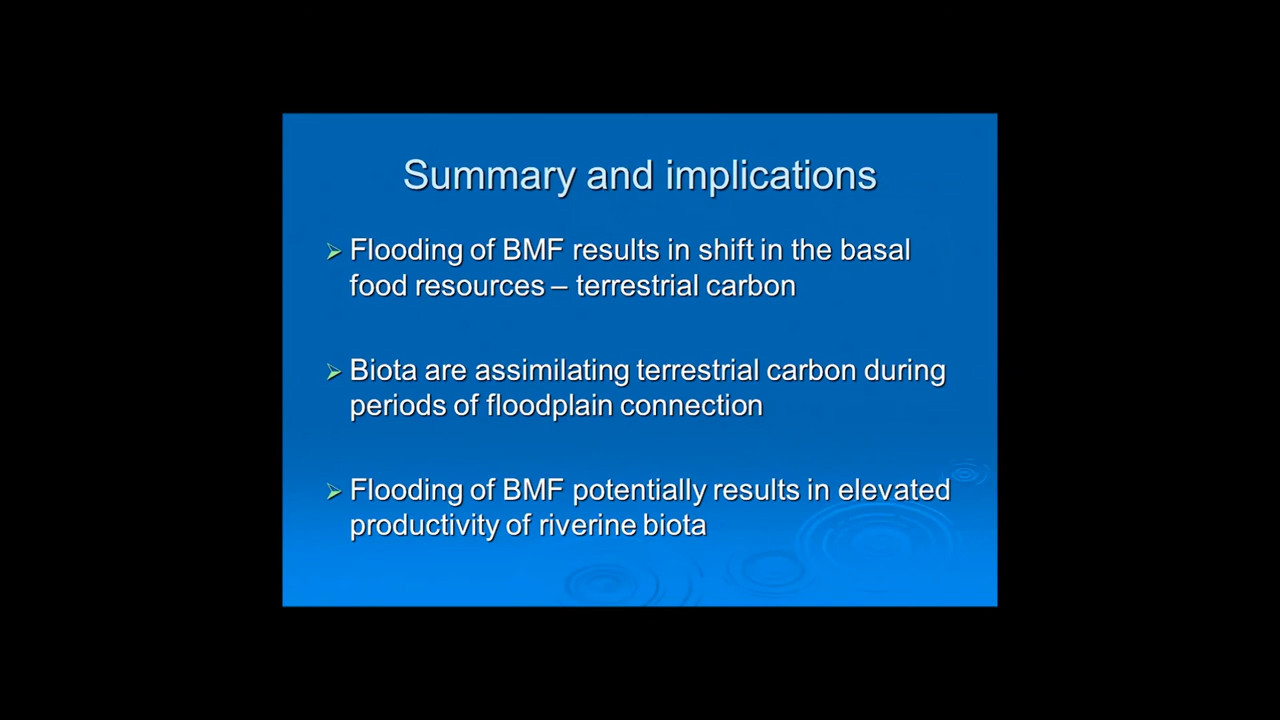 Summary and implications
Flooding of BMF results in shift in the basal
food resources – terrestrial carbon
Biota are assimilating terrestrial carbon during
periods of floodplain connection
Flooding of BMF potentially results in elevated
productivity of riverine biota